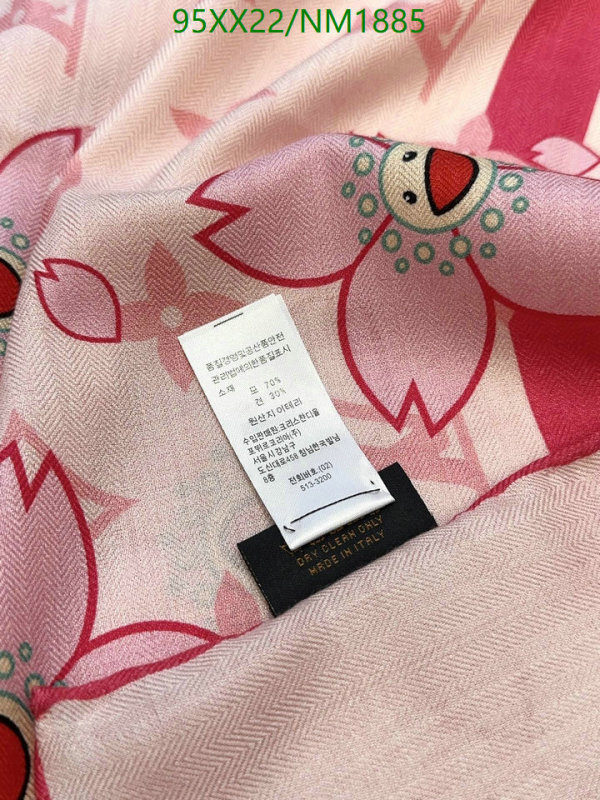 95XX22/NM1885
품질경영및공산품안전
관리법에의한품질표시
소재 모 70%
견 30%
원산지 이태리
수입판매원 크리스찬디올
꾸뛰르코리아(주)
서울시강남구
도산대로458 청남한국빌딩
8층 전화버호 (02)
513-3200
DRY CLEAN ONLY
MADE IN ITALY